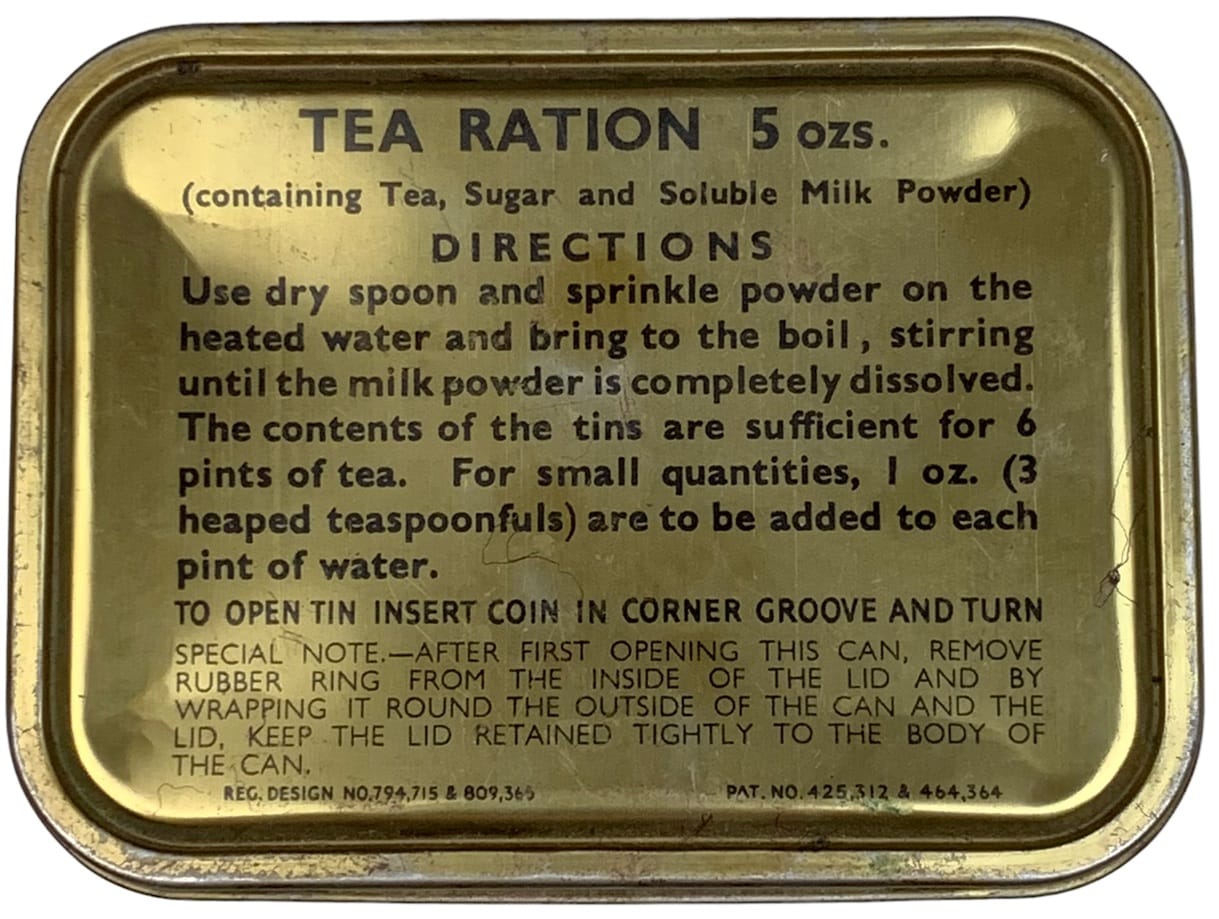 TEA RATION 5 ozs.
(containing Tea, Sugar and Soluble Milk Powder)
DIRECTIONS
Use dry spoon and sprinkle powder on the
heated water and bring to the boil, stirring
until the milk powder is completely dissolved.
The contents of the tins are sufficient for 6
pints of tea. For small quantities, 1 oz. (3
heaped teaspoonfuls) are to be added to each
pint of water.
TO OPEN TIN INSERT COIN IN CORNER GROOVE AND TURN
SPECIAL NOTE.—AFTER FIRST OPENING THIS CAN, REMOVE
RUBBER RING FROM THE INSIDE OF THE LID AND BY
WRAPPING IT ROUND THE OUTSIDE OF THE CAN AND THE
LID, KEEP THE LID RETAINED TIGHTLY TO THE BODY OF
THE CAN.
REG. DESIGN NO. 794,715 & PAT. NO. 425,312 & 464,364